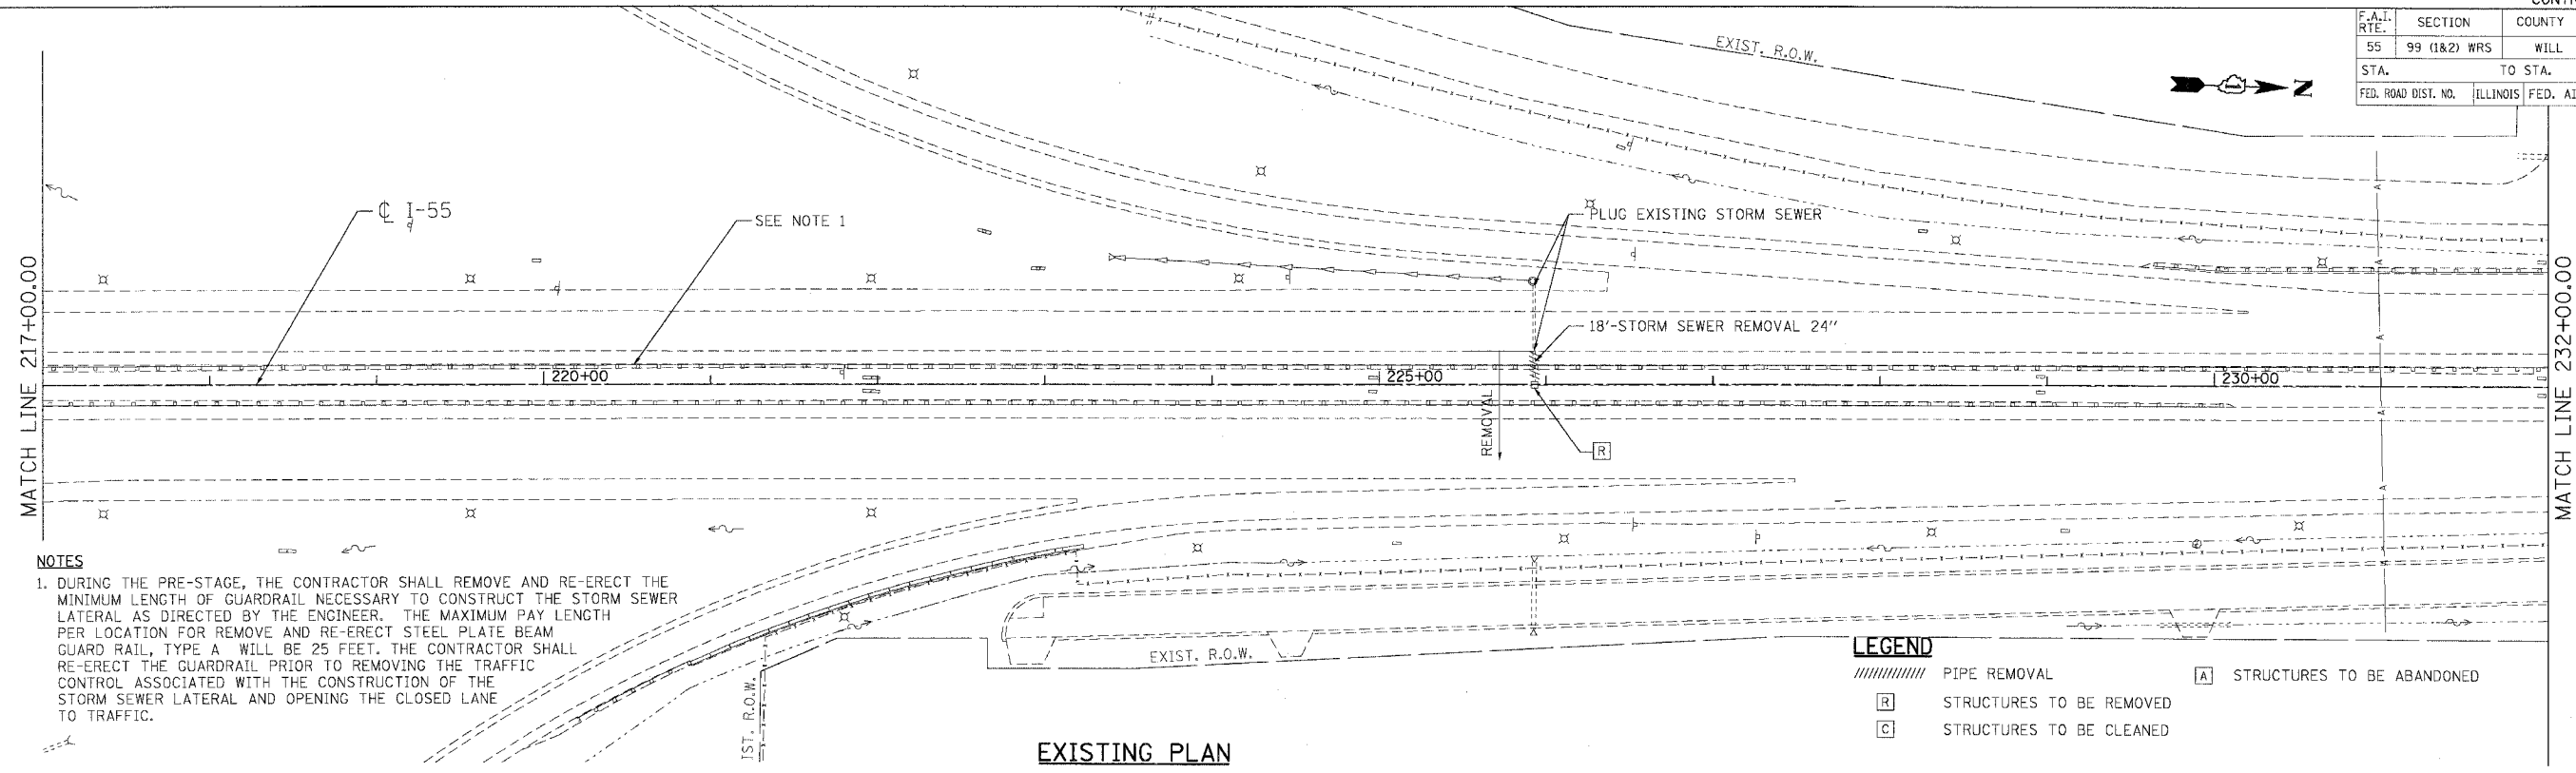 CONTR
F.A.I. RTE. SECTION COUNTY
55 99 (1&2) WRS WILL
STA. TO STA.
FED. ROAD DIST. NO. ILLINOIS FED. AI
EXIST. R.O.W.
N
℄ I-55
SEE NOTE 1
PLUG EXISTING STORM SEWER
18'-STORM SEWER REMOVAL 24"
MATCH LINE 217+00.00
220+00
225+00
230+00
MATCH LINE 232+00.00
REMOVAL
R
NOTES
1. DURING THE PRE-STAGE, THE CONTRACTOR SHALL REMOVE AND RE-ERECT THE
MINIMUM LENGTH OF GUARDRAIL NECESSARY TO CONSTRUCT THE STORM SEWER
LATERAL AS DIRECTED BY THE ENGINEER. THE MAXIMUM PAY LENGTH
PER LOCATION FOR REMOVE AND RE-ERECT STEEL PLATE BEAM
GUARD RAIL, TYPE A WILL BE 25 FEET. THE CONTRACTOR SHALL
RE-ERECT THE GUARDRAIL PRIOR TO REMOVING THE TRAFFIC
CONTROL ASSOCIATED WITH THE CONSTRUCTION OF THE
STORM SEWER LATERAL AND OPENING THE CLOSED LANE
TO TRAFFIC.
IST. R.O.W.
EXIST. R.O.W.
LEGEND
PIPE REMOVAL
A STRUCTURES TO BE ABANDONED
R STRUCTURES TO BE REMOVED
C STRUCTURES TO BE CLEANED
EXISTING PLAN